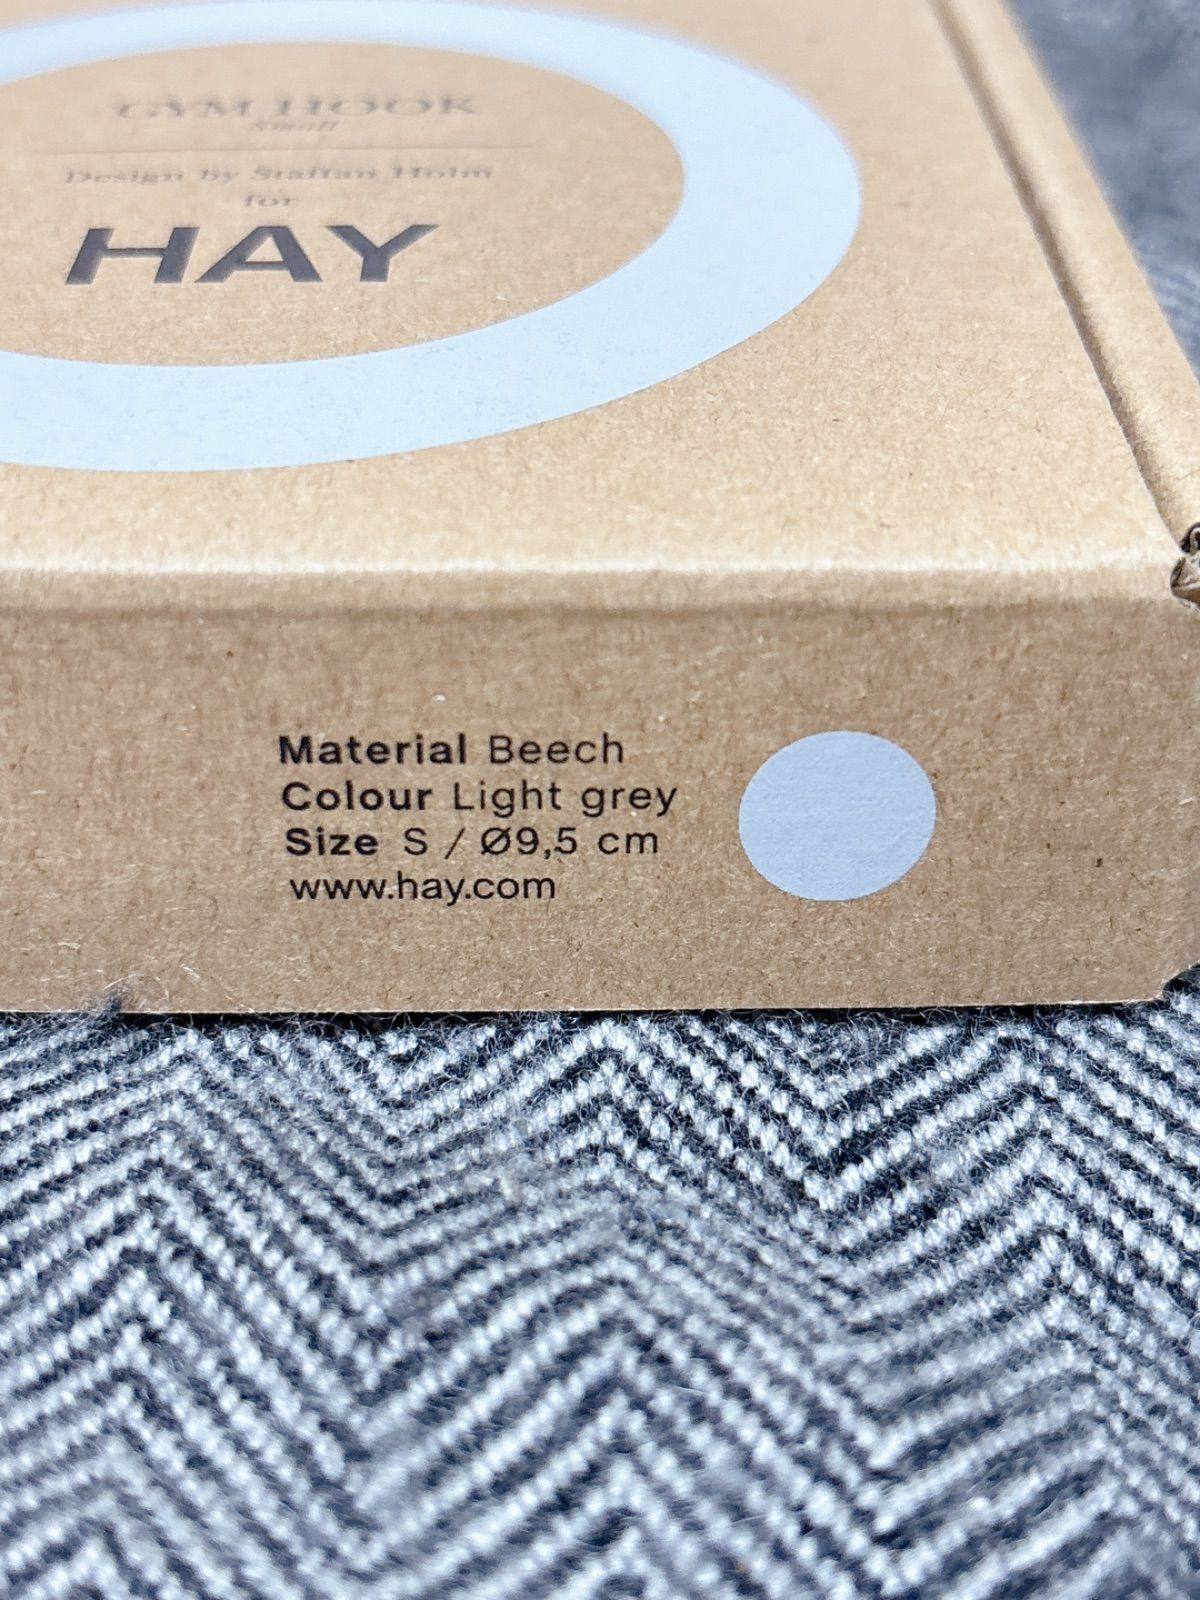 GYM HOOK
Small
Design by Staffan Holm
for
HAY
Material Beech
Colour Light grey
Size S / Ø9,5 cm
www.hay.com